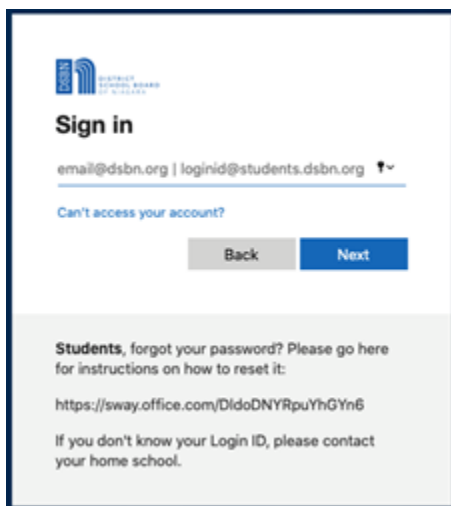 DSBN
DISTRICT
SCHOOL BOARD
OF NIAGARA
Sign in
email@dsbn.org | loginid@students.dsbn.org
Can't access your account?
Back
Next
Students, forgot your password? Please go here
for instructions on how to reset it:
https://sway.office.com/DldoDNYRpuYhGYn6
If you don't know your Login ID, please contact
your home school.